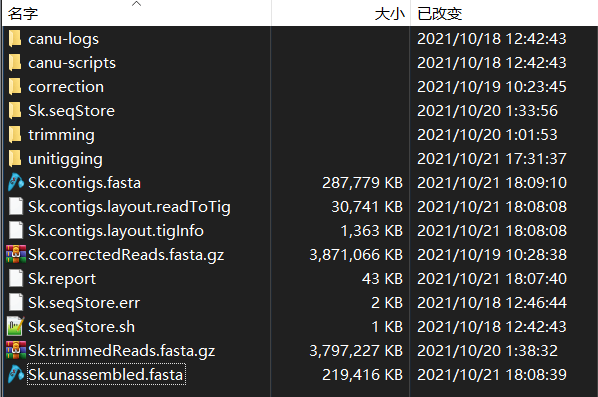 名字 大小 已改变
canu-logs 2021/10/18 12:42:43
canu-scripts 2021/10/18 12:42:43
correction 2021/10/19 10:23:45
Sk.seqStore 2021/10/20 1:33:56
trimming 2021/10/20 1:01:53
unitigging 2021/10/21 17:31:37
Sk.contigs.fasta 287,779 KB 2021/10/21 18:09:10
Sk.contigs.layout.readToTig 30,741 KB 2021/10/21 18:08:08
Sk.contigs.layout.tigInfo 1,363 KB 2021/10/21 18:08:08
Sk.correctedReads.fasta.gz 3,871,066 KB 2021/10/19 10:28:38
Sk.report 43 KB 2021/10/21 18:07:40
Sk.seqStore.err 2 KB 2021/10/18 12:46:44
Sk.seqStore.sh 1 KB 2021/10/18 12:42:43
Sk.trimmedReads.fasta.gz 3,797,227 KB 2021/10/20 1:38:32
Sk.unassembled.fasta 219,416 KB 2021/10/21 18:08:39